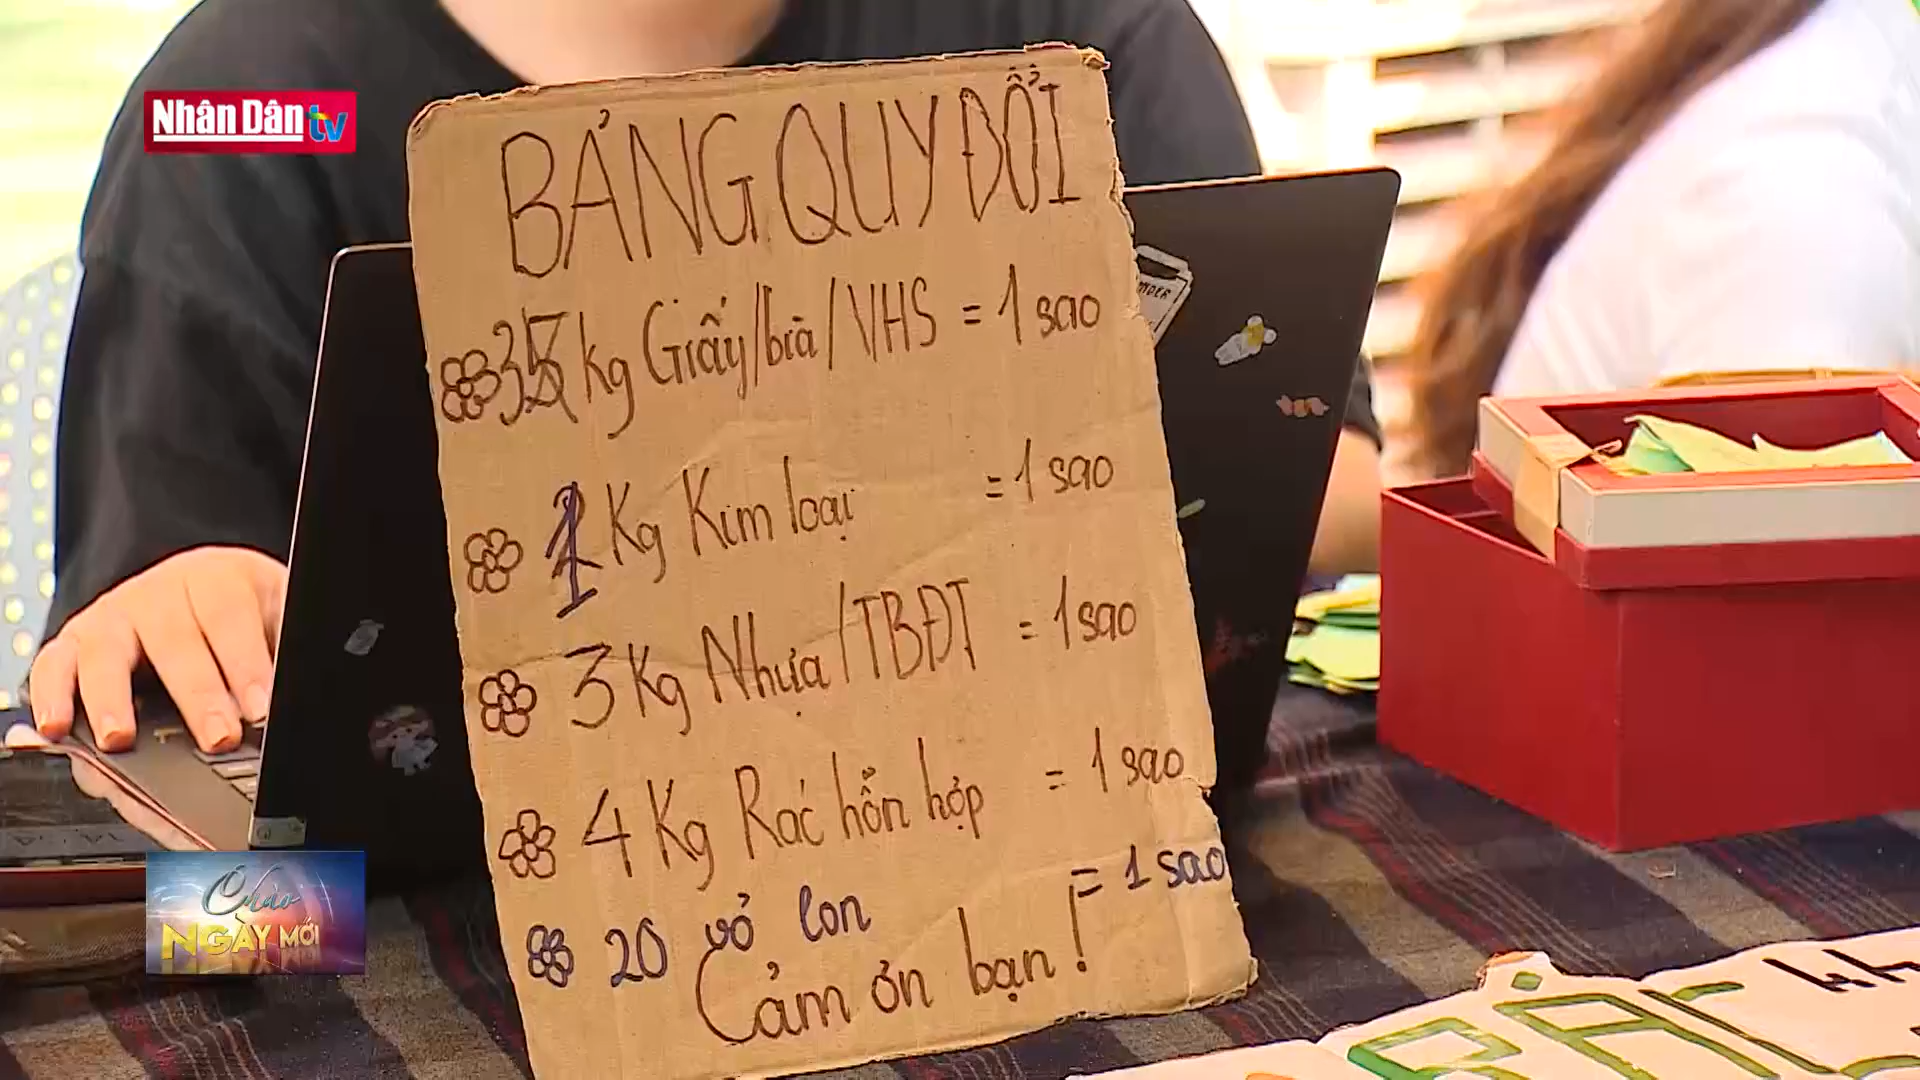 Nhân Dân tv
BẢNG QUY ĐỔI
3 kg Giấy/bìa/VHS = 1 sao
1 Kg Kim loại = 1 sao
3 Kg Nhựa/TBĐT = 1 sao
4 Kg Rác hỗn hợp = 1 sao
20 vỏ lon = 1 sao
Cảm ơn bạn!
Chào
NGÀY MỚI